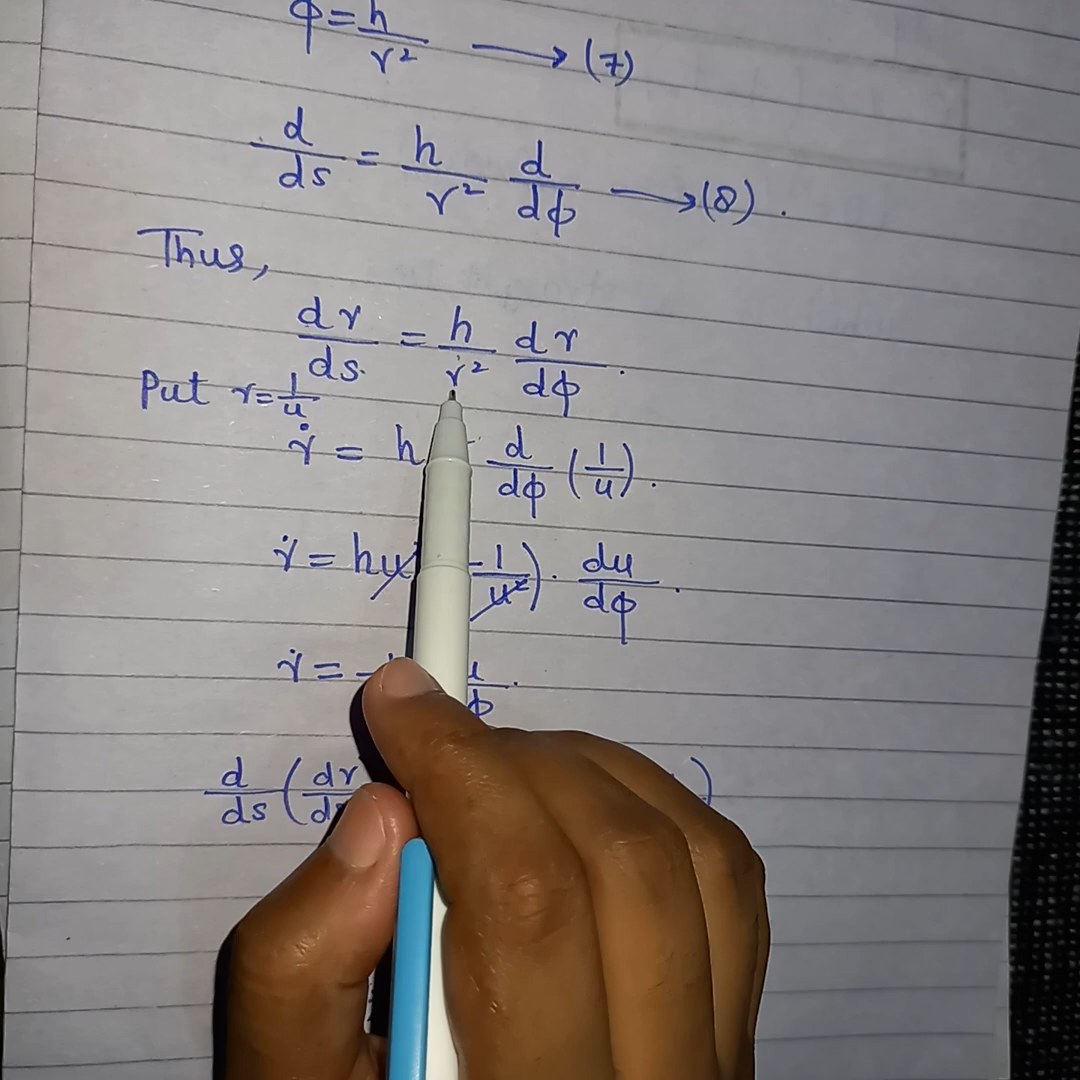 ϕ = h/r² ⟶ (7)
d/ds = h/r² d/dϕ ⟶ (8).
Thus,
dr/ds = h/r² dr/dϕ.
Put r = 1/u
ṙ = h d/dϕ (1/u).
ṙ = hu -1/u²) · du/dϕ.
ṙ =
d/ds (dr/ )